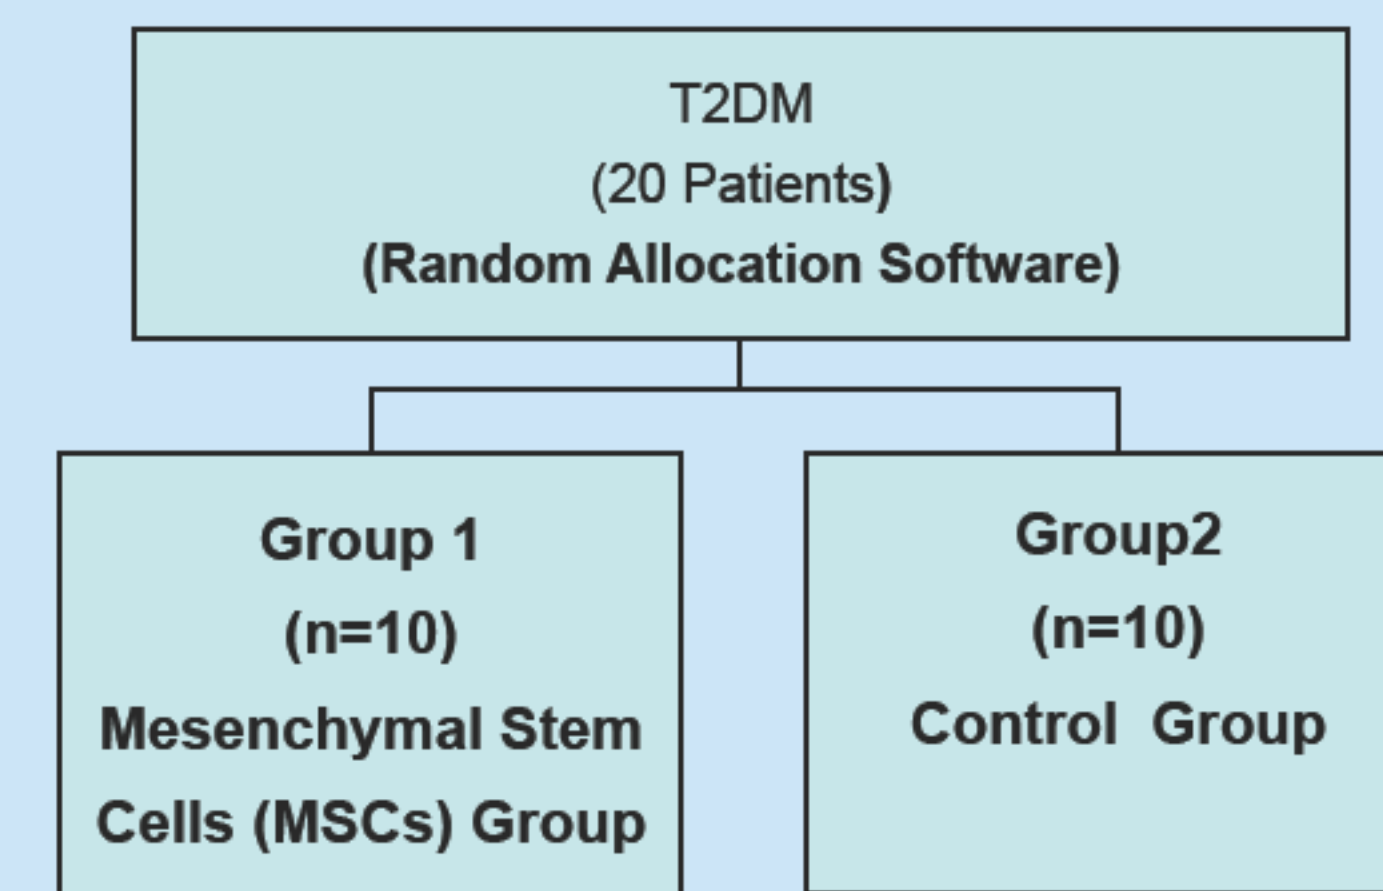 T2DM
(20 Patients)
(Random Allocation Software)
Group 1
(n=10)
Mesenchymal Stem
Cells (MSCs) Group
Group2
(n=10)
Control Group